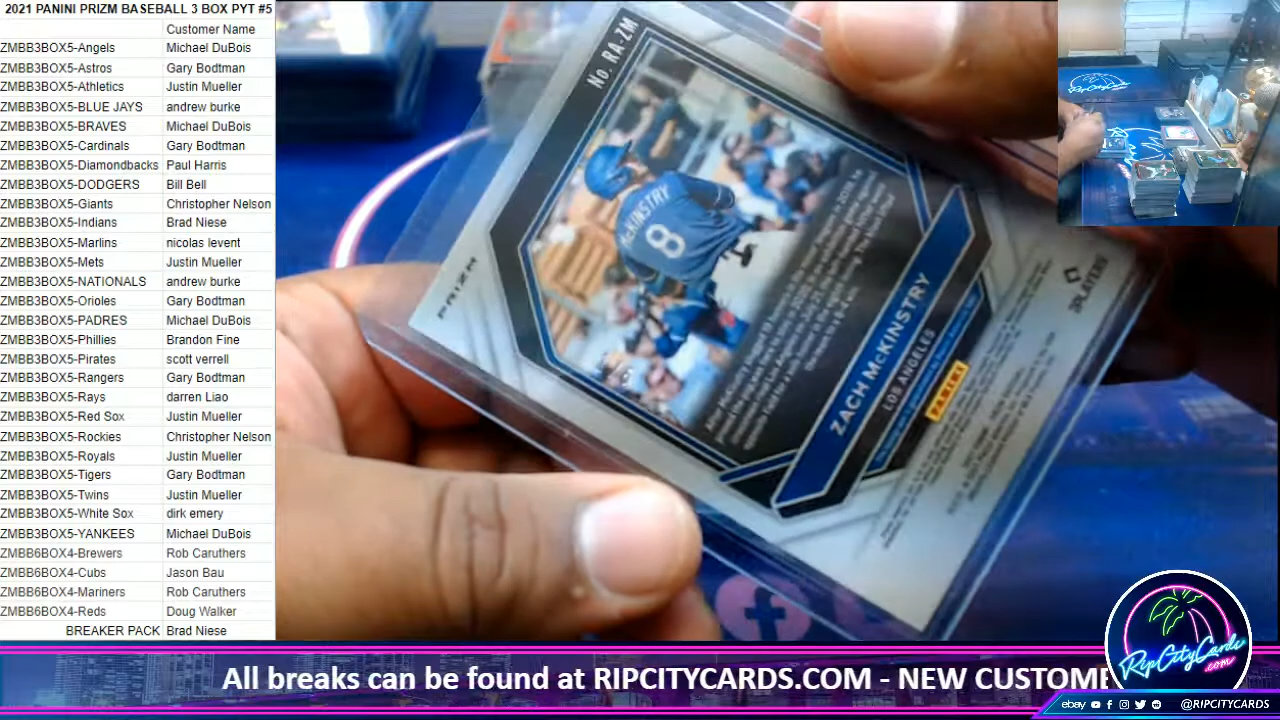 2021 PANINI PRIZM BASEBALL 3 BOX PYT #5
Customer Name
ZMBB3BOX5-Angels Michael DuBois
ZMBB3BOX5-Astros Gary Bodtman
ZMBB3BOX5-Athletics Justin Mueller
ZMBB3BOX5-BLUE JAYS andrew burke
ZMBB3BOX5-BRAVES Michael DuBois
ZMBB3BOX5-Cardinals Gary Bodtman
ZMBB3BOX5-Diamondbacks Paul Harris
ZMBB3BOX5-DODGERS Bill Bell
ZMBB3BOX5-Giants Christopher Nelson
ZMBB3BOX5-Indians Brad Niese
ZMBB3BOX5-Marlins nicolas levent
ZMBB3BOX5-Mets Justin Mueller
ZMBB3BOX5-NATIONALS andrew burke
ZMBB3BOX5-Orioles Gary Bodtman
ZMBB3BOX5-PADRES Michael DuBois
ZMBB3BOX5-Phillies Brandon Fine
ZMBB3BOX5-Pirates scott verrell
ZMBB3BOX5-Rangers Gary Bodtman
ZMBB3BOX5-Rays darren Liao
ZMBB3BOX5-Red Sox Justin Mueller
ZMBB3BOX5-Rockies Christopher Nelson
ZMBB3BOX5-Royals Justin Mueller
ZMBB3BOX5-Tigers Gary Bodtman
ZMBB3BOX5-Twins Justin Mueller
ZMBB3BOX5-White Sox dirk emery
ZMBB3BOX5-YANKEES Michael DuBois
ZMBB6BOX4-Brewers Rob Caruthers
ZMBB6BOX4-Cubs Jason Bau
ZMBB6BOX4-Mariners Rob Caruthers
ZMBB6BOX4-Reds Doug Walker
BREAKER PACK Brad Niese
No. RA-ZM
PRIZM
McKINSTRY
8
ZACH McKINSTRY
LOS ANGELES
PANINI
PLAYERS
RipCityCards
RipCityCards
.com
All breaks can be found at RIPCITYCARDS.COM - NEW CUSTOME
ebay @RIPCITYCARDS